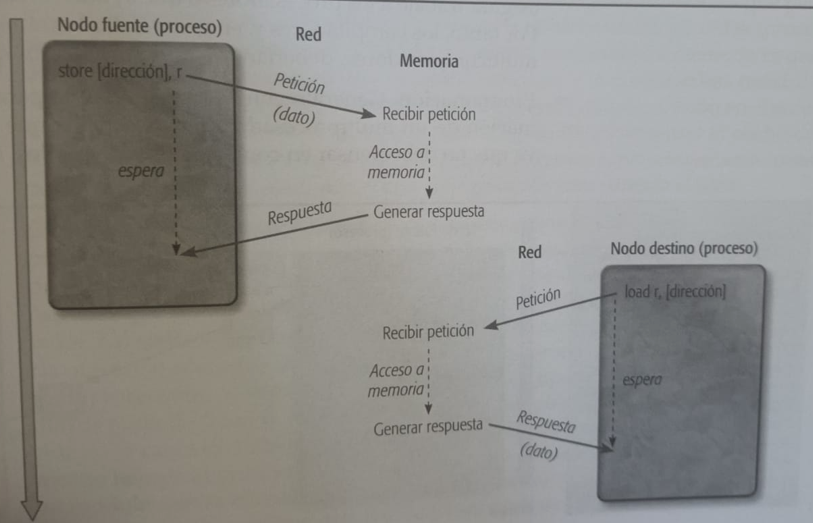 Nodo fuente (proceso)
Red
Memoria
store [dirección], r
Petición
(dato)
Recibir petición
espera
Acceso a
memoria
Respuesta
Generar respuesta
Red
Nodo destino (proceso)
load r, [dirección]
Petición
Recibir petición
Acceso a
memoria
espera
Generar respuesta
Respuesta
(dato)